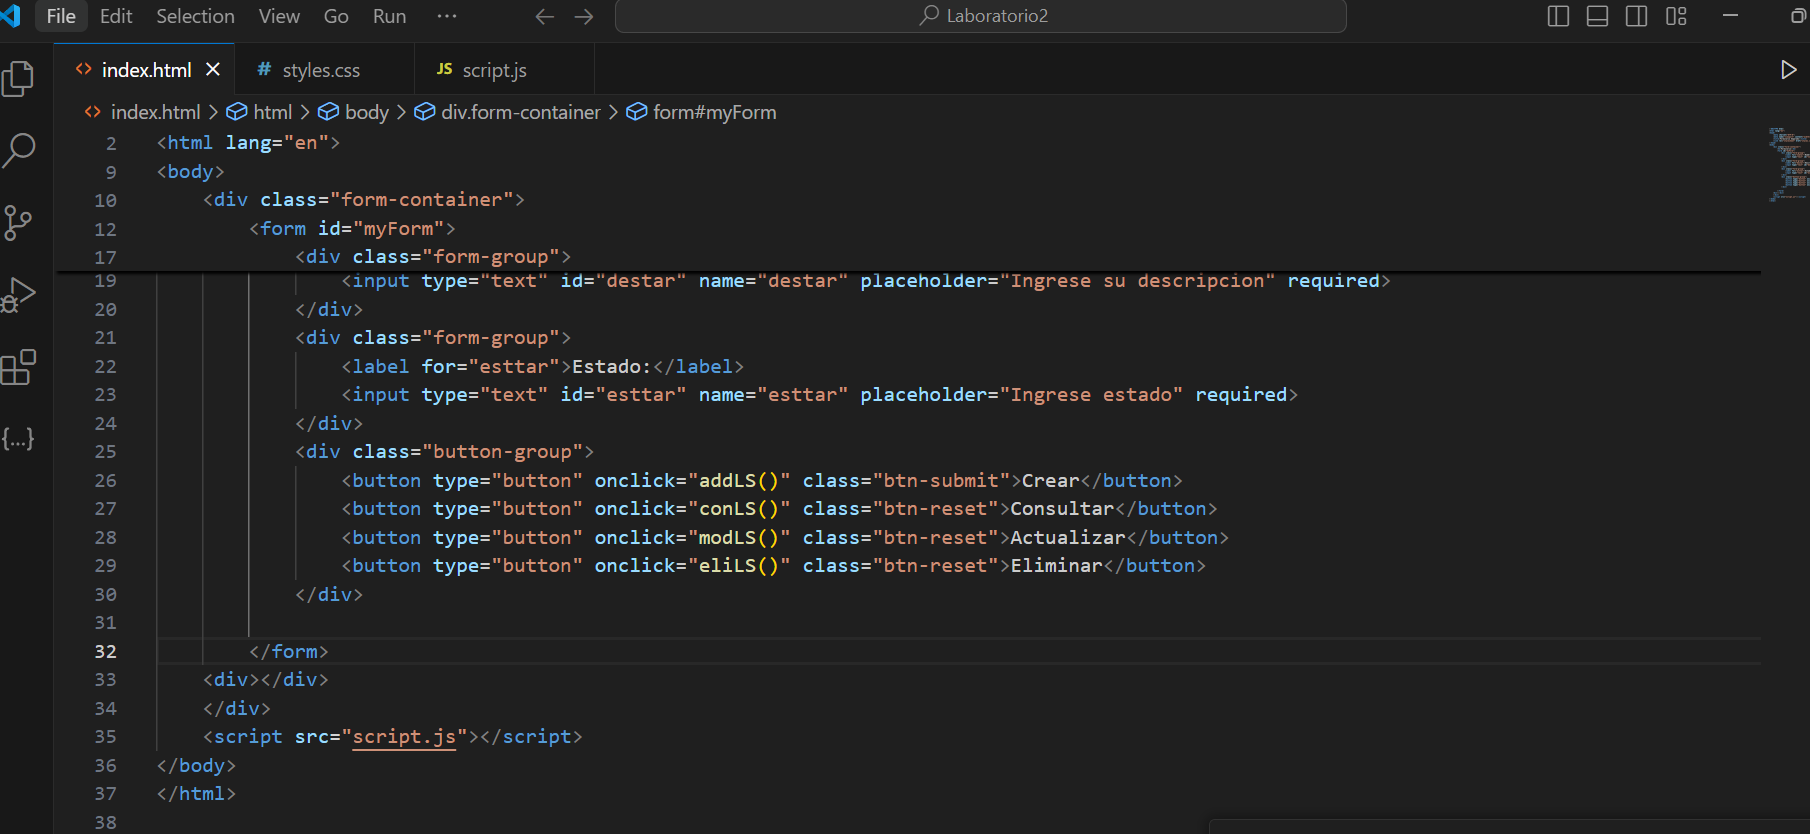 File Edit Selection View Go Run ··· Laboratorio2
index.html # styles.css JS script.js
index.html > html > body > div.form-container > form#myForm
2 <html lang="en">
9 <body>
10 <div class="form-container">
12 <form id="myForm">
17 <div class="form-group">
19 <input type="text" id="destar" name="destar" placeholder="Ingrese su descripcion" required>
20 </div>
21 <div class="form-group">
22 <label for="esttar">Estado:</label>
23 <input type="text" id="esttar" name="esttar" placeholder="Ingrese estado" required>
24 </div>
25 <div class="button-group">
26 <button type="button" onclick="addLS()" class="btn-submit">Crear</button>
27 <button type="button" onclick="conLS()" class="btn-reset">Consultar</button>
28 <button type="button" onclick="modLS()" class="btn-reset">Actualizar</button>
29 <button type="button" onclick="eliLS()" class="btn-reset">Eliminar</button>
30 </div>
31
32 </form>
33 <div></div>
34 </div>
35 <script src="script.js"></script>
36 </body>
37 </html>
38